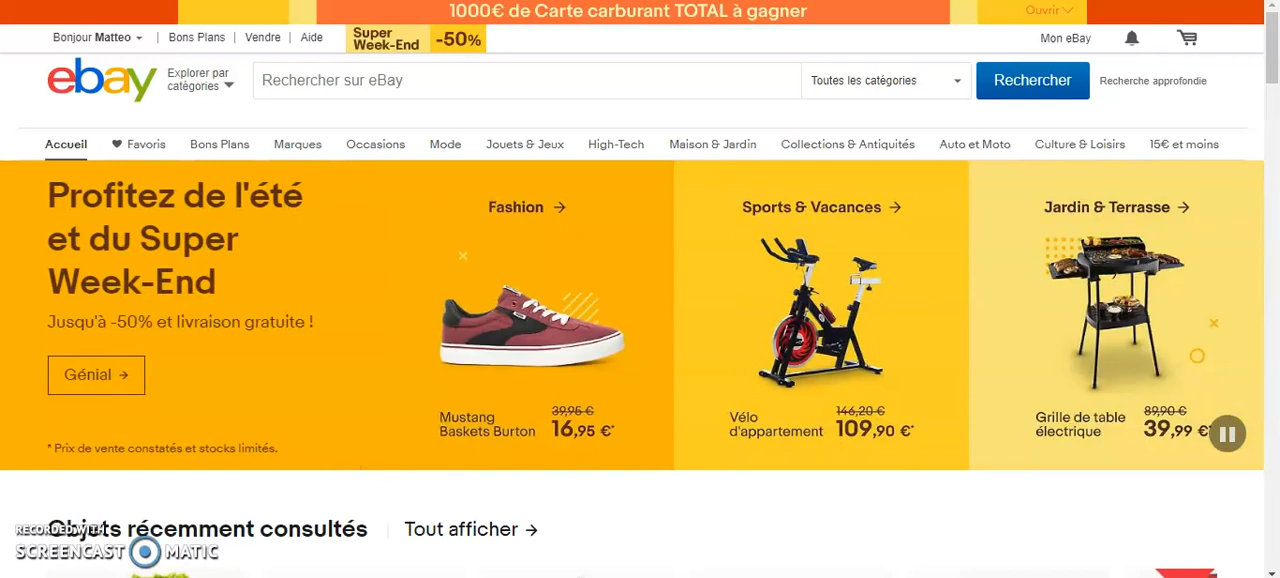 1000€ de Carte carburant TOTAL à gagner
Ouvrir
Bonjour Matteo
Bons Plans
Vendre
Aide
Super Week-End
-50%
Mon eBay
ebay
Explorer par catégories
Rechercher sur eBay
Toutes les catégories
Rechercher
Recherche approfondie
Accueil
Favoris
Bons Plans
Marques
Occasions
Mode
Jouets & Jeux
High-Tech
Maison & Jardin
Collections & Antiquités
Auto et Moto
Culture & Loisirs
15€ et moins
Profitez de l'été
et du Super
Week-End
Jusqu'à -50% et livraison gratuite !
Génial →
* Prix de vente constatés et stocks limités.
Fashion →
Mustang
Baskets Burton
39,95 €
16,95 €*
Sports & Vacances →
Vélo
d'appartement
146,20 €
109,90 €*
Jardin & Terrasse →
Grille de table
électrique
89,90 €
39,99 €*
Objets récemment consultés
Tout afficher →
RECORDED WITH
SCREENCAST MATIC